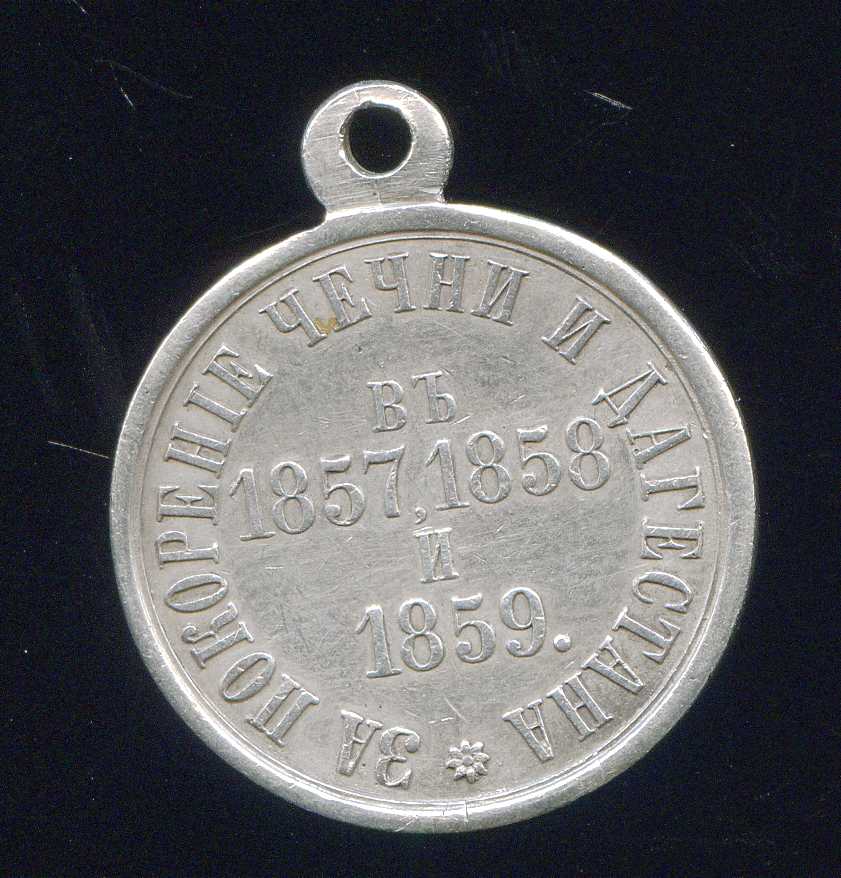 ЗА ПОКОРЕНІЕ ЧЕЧНИ И ДАГЕСТАНА
ВЪ
1857, 1858
И
1859.